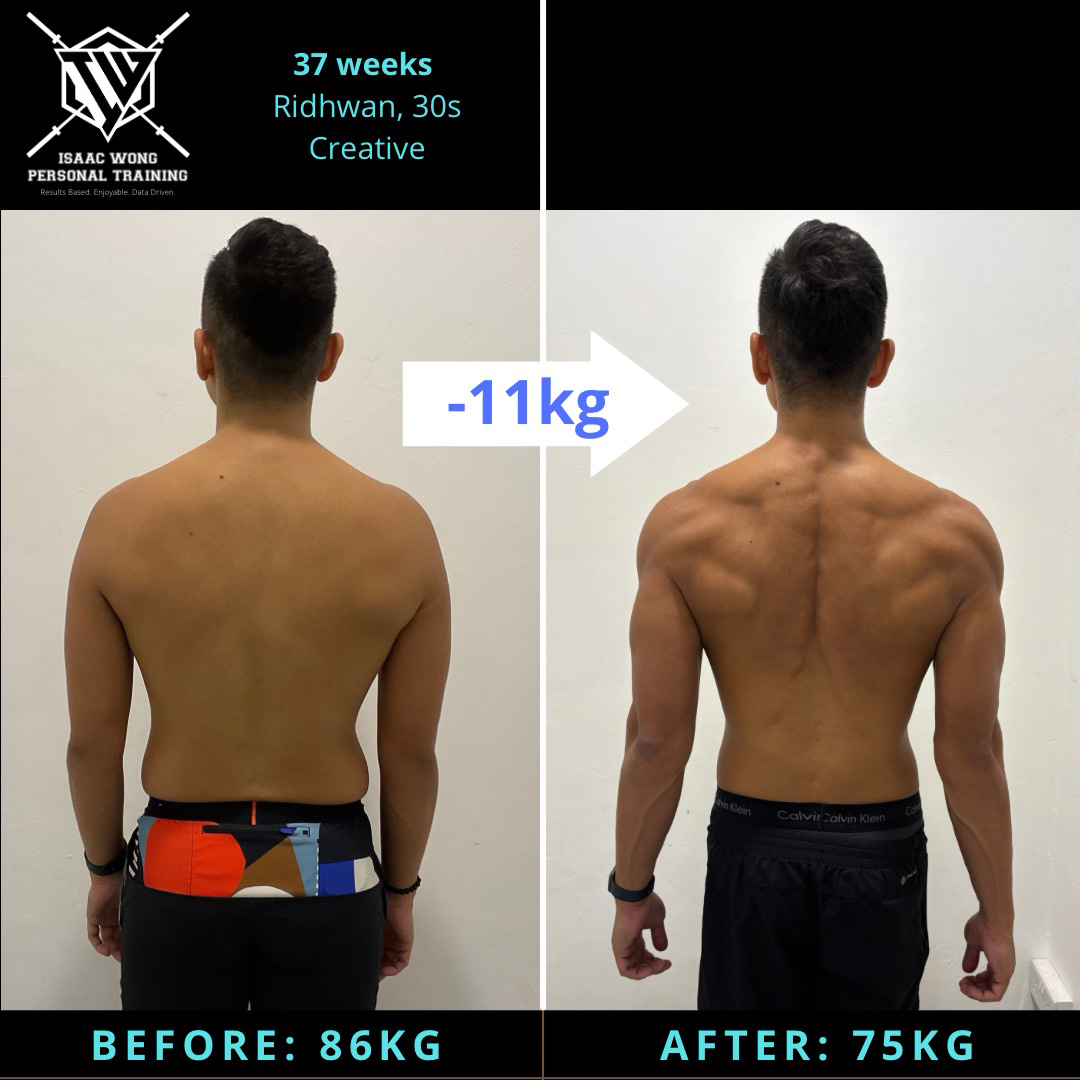 37 weeks
Ridhwan, 30s
Creative
ISAAC WONG
PERSONAL TRAINING
Results Based. Enjoyable. Data Driven.
-11kg
Calvin Klein
Calvin Klein
BEFORE: 86KG
AFTER: 75KG